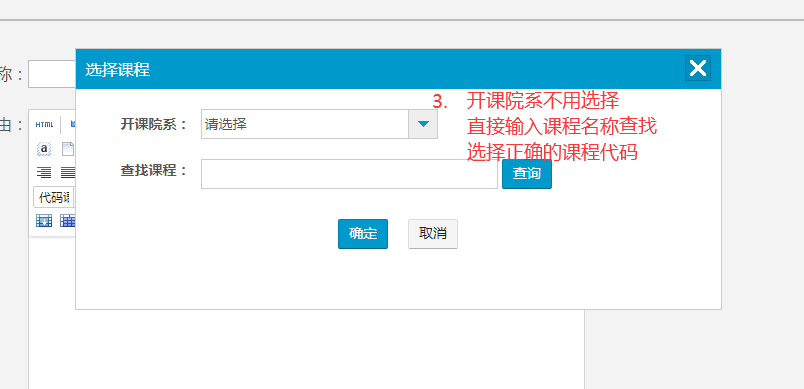 称：
选择课程
由：
HTML
代码语
开课院系：
请选择
查找课程：
查询
确定
取消
3. 开课院系不用选择
直接输入课程名称查找
选择正确的课程代码